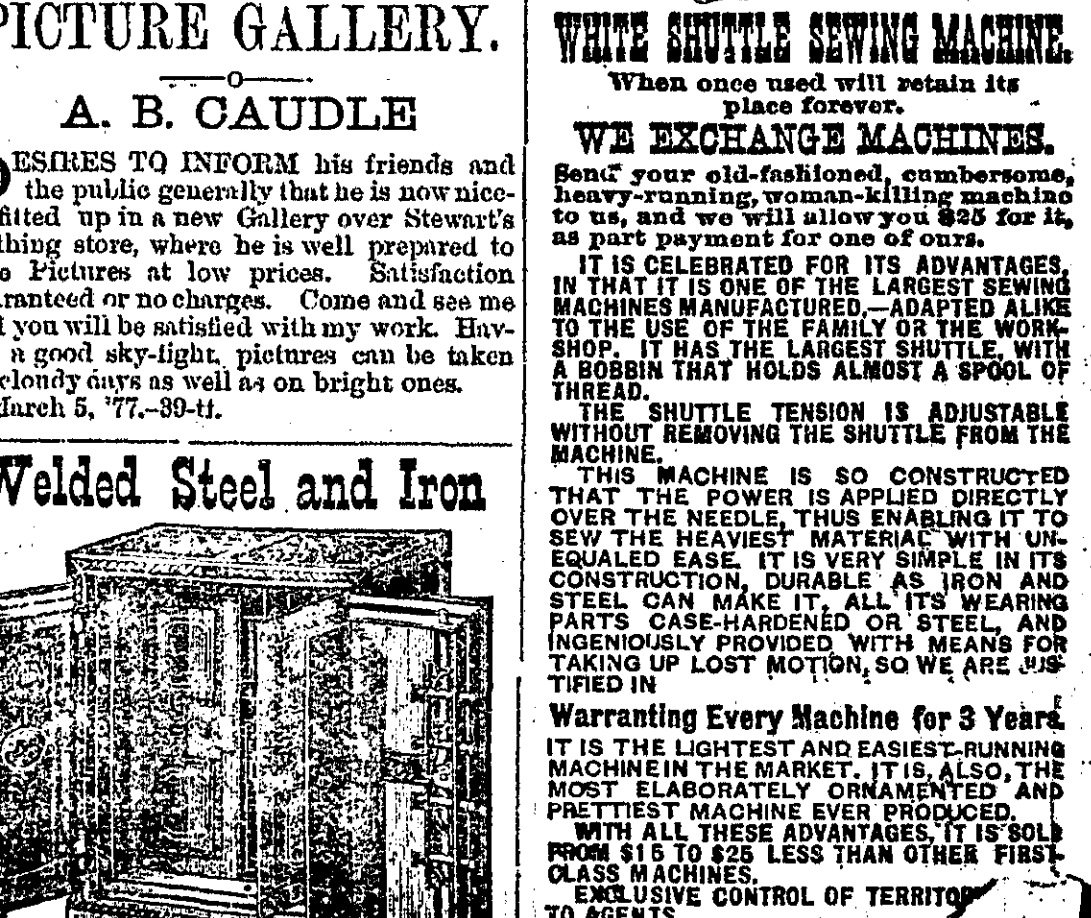 PICTURE GALLERY.
A. B. CAUDLE
DESIRES TO INFORM his friends and
the public generally that he is now nice-
fitted up in a new Gallery over Stewart's
thing store, where he is well prepared to
Pictures at low prices. Satisfaction
ranteed or no charges. Come and see me
you will be satisfied with my work. Hav-
a good sky-light, pictures can be taken
cloudy days as well as on bright ones.
March 5, '77.-39-tf.
Welded Steel and Iron
WHITE SHUTTLE SEWING MACHINE.
When once used will retain its
place forever.
WE EXCHANGE MACHINES.
Send your old-fashioned, cumbersome,
heavy-running, woman-killing machine
to us, and we will allow you $25 for it,
as part payment for one of ours.
IT IS CELEBRATED FOR ITS ADVANTAGES,
IN THAT IT IS ONE OF THE LARGEST SEWING
MACHINES MANUFACTURED,—ADAPTED ALIKE
TO THE USE OF THE FAMILY OR THE WORK-
SHOP. IT HAS THE LARGEST SHUTTLE, WITH
A BOBBIN THAT HOLDS ALMOST A SPOOL OF
THREAD.
THE SHUTTLE TENSION IS ADJUSTABLE
WITHOUT REMOVING THE SHUTTLE FROM THE
MACHINE.
THIS MACHINE IS SO CONSTRUCTED
THAT THE POWER IS APPLIED DIRECTLY
OVER THE NEEDLE, THUS ENABLING IT TO
SEW THE HEAVIEST MATERIAL WITH UN-
EQUALED EASE. IT IS VERY SIMPLE IN ITS
CONSTRUCTION, DURABLE AS IRON AND
STEEL CAN MAKE IT, ALL ITS WEARING
PARTS CASE-HARDENED OR STEEL, AND
INGENIOUSLY PROVIDED WITH MEANS FOR
TAKING UP LOST MOTION, SO WE ARE JUS-
TIFIED IN
Warranting Every Machine for 3 Years.
IT IS THE LIGHTEST AND EASIEST-RUNNING
MACHINE IN THE MARKET. IT IS, ALSO, THE
MOST ELABORATELY ORNAMENTED AND
PRETTIEST MACHINE EVER PRODUCED.
WITH ALL THESE ADVANTAGES, IT IS SOLD
FROM $15 TO $25 LESS THAN OTHER FIRST-
CLASS MACHINES.
EXCLUSIVE CONTROL OF TERRITORY
TO AGENTS